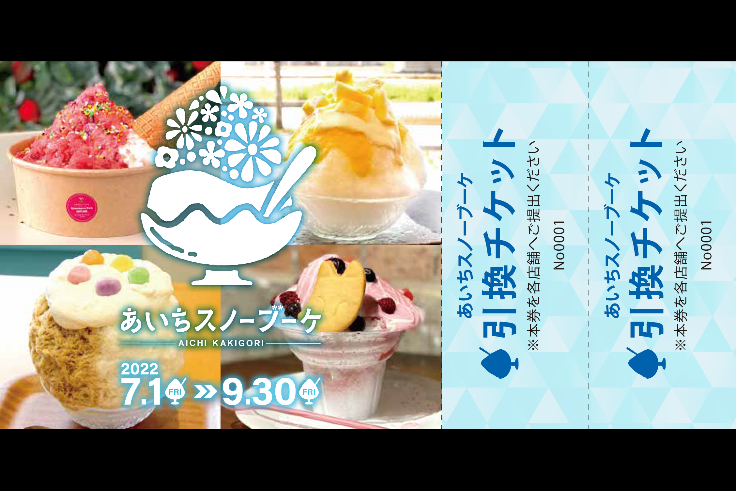 あいちスノーブーケ
AICHI KAKIGORI
2022
7.1 FRI >> 9.30 FRI
あいちスノーブーケ
引換チケット
※本券を各店舗へご提出ください
No0001
あいちスノーブーケ
引換チケット
※本券を各店舗へご提出ください
No0001